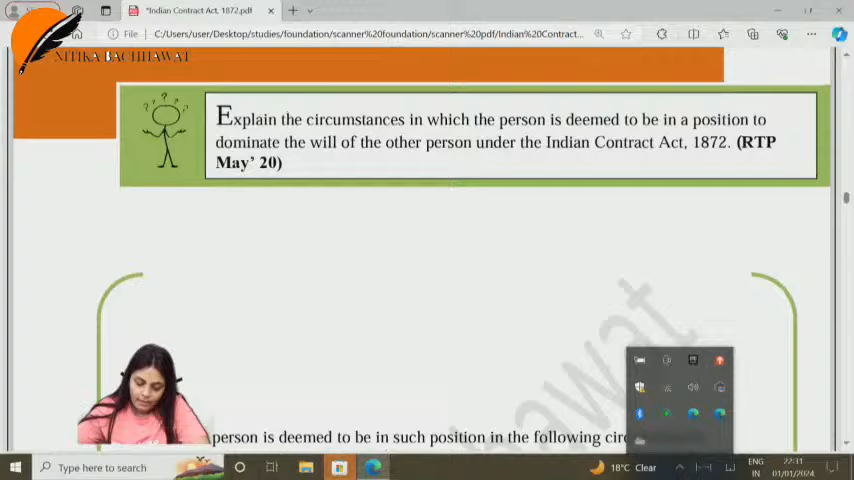 *Indian Contract Act, 1872.pdf
File C:/Users/user/Desktop/studies/foundation/scanner%20foundation/scanner%20pdf/Indian%20Contract...
NITIKA BACHHAWAT
Explain the circumstances in which the person is deemed to be in a position to
dominate the will of the other person under the Indian Contract Act, 1872. (RTP
May' 20)
person is deemed to be in such position in the following circ
Type here to search
18°C Clear
ENG
IN
22:31
01/01/2024